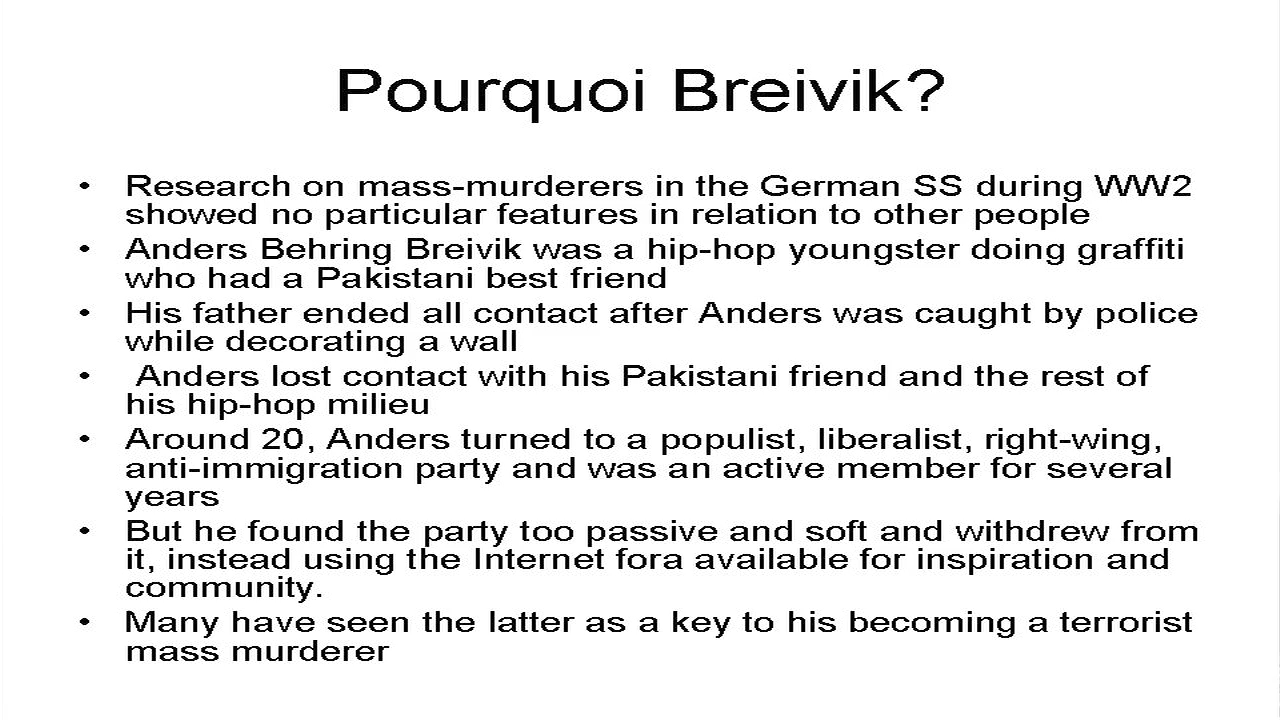 Pourquoi Breivik?
• Research on mass-murderers in the German SS during WW2
showed no particular features in relation to other people
• Anders Behring Breivik was a hip-hop youngster doing graffiti
who had a Pakistani best friend
• His father ended all contact after Anders was caught by police
while decorating a wall
• Anders lost contact with his Pakistani friend and the rest of
his hip-hop milieu
• Around 20, Anders turned to a populist, liberalist, right-wing,
anti-immigration party and was an active member for several
years
• But he found the party too passive and soft and withdrew from
it, instead using the Internet fora available for inspiration and
community.
• Many have seen the latter as a key to his becoming a terrorist
mass murderer